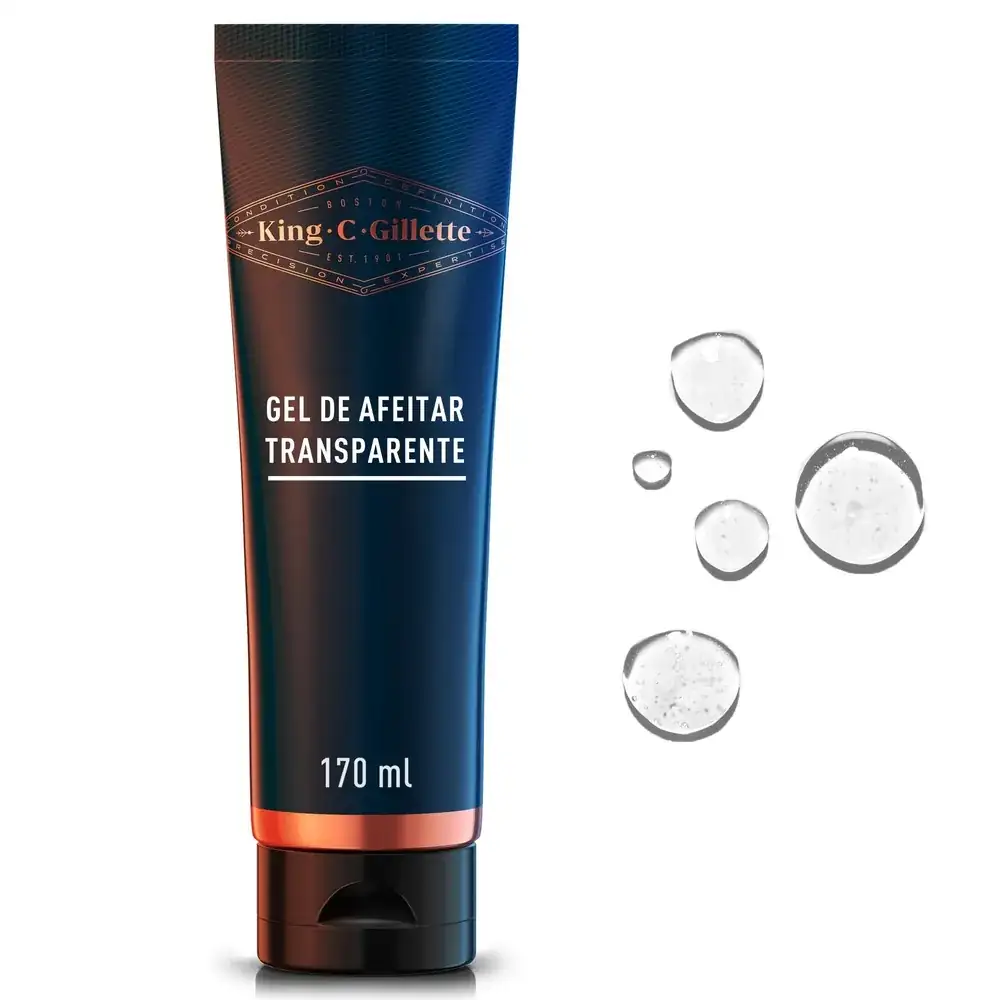 CONDITION DEFINITION
BOSTON
King·C·Gillette
EST. 1901
PRECISION EXPERTISE
GEL DE AFEITAR
TRANSPARENTE
170 ml